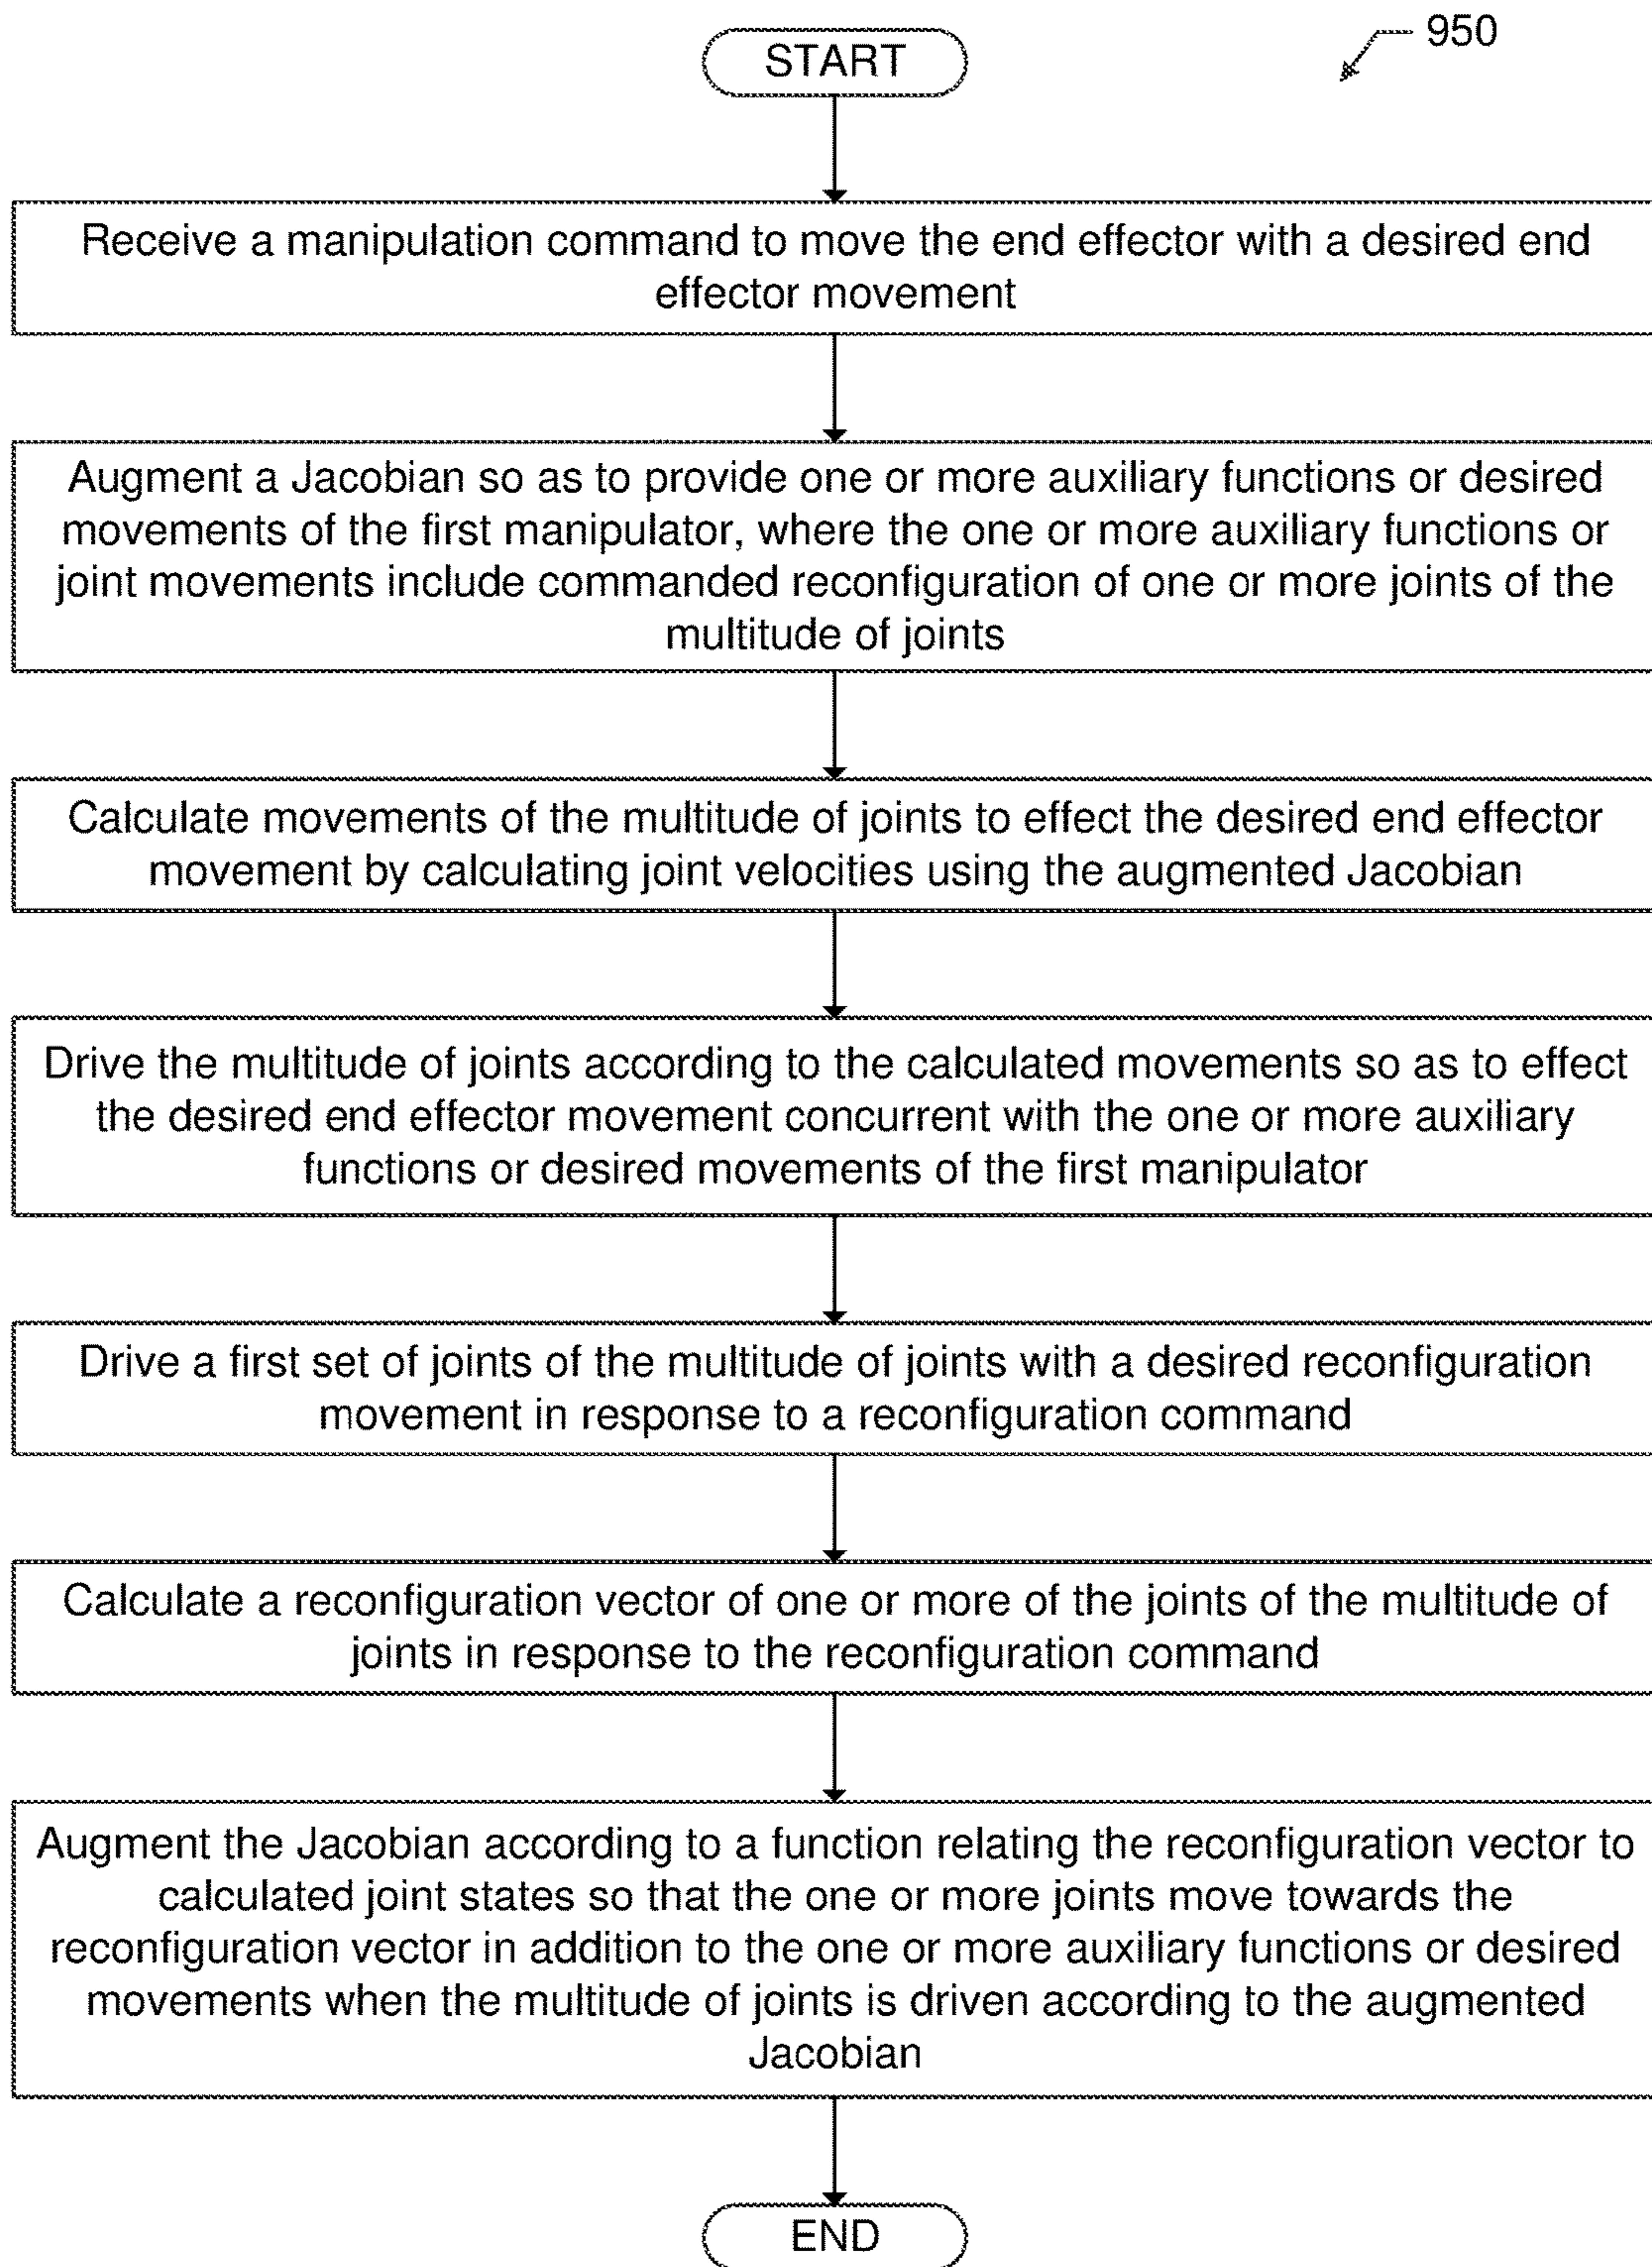 START
950
Receive a manipulation command to move the end effector with a desired end
effector movement
Augment a Jacobian so as to provide one or more auxiliary functions or desired
movements of the first manipulator, where the one or more auxiliary functions or
joint movements include commanded reconfiguration of one or more joints of the
multitude of joints
Calculate movements of the multitude of joints to effect the desired end effector
movement by calculating joint velocities using the augmented Jacobian
Drive the multitude of joints according to the calculated movements so as to effect
the desired end effector movement concurrent with the one or more auxiliary
functions or desired movements of the first manipulator
Drive a first set of joints of the multitude of joints with a desired reconfiguration
movement in response to a reconfiguration command
Calculate a reconfiguration vector of one or more of the joints of the multitude of
joints in response to the reconfiguration command
Augment the Jacobian according to a function relating the reconfiguration vector to
calculated joint states so that the one or more joints move towards the
reconfiguration vector in addition to the one or more auxiliary functions or desired
movements when the multitude of joints is driven according to the augmented
Jacobian
END